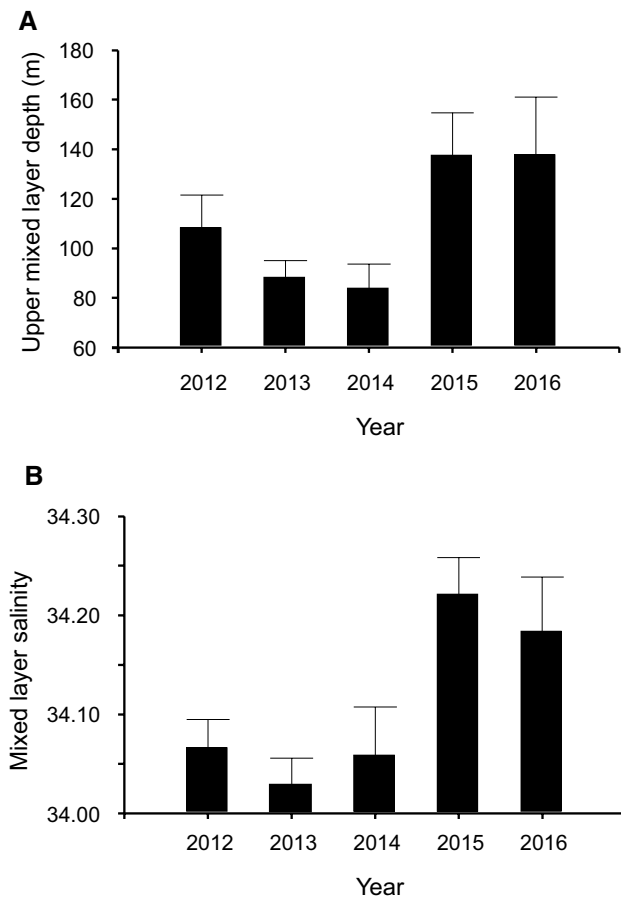 A
Upper mixed layer depth (m)
180
160
140
120
100
80
60
2012 2013 2014 2015 2016
Year
B
Mixed layer salinity
34.30
34.20
34.10
34.00
2012 2013 2014 2015 2016
Year